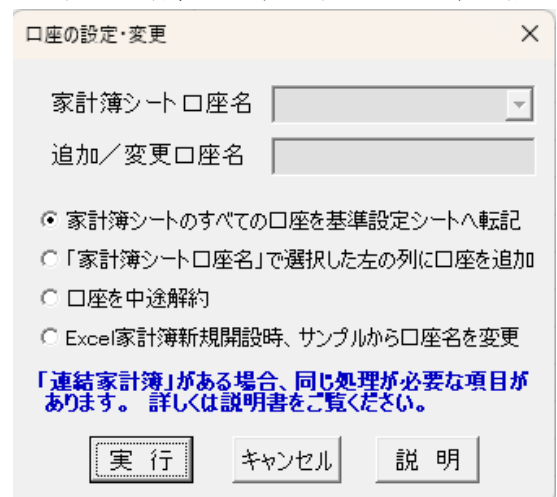 口座の設定・変更
家計簿シート口座名
追加／変更口座名
家計簿シートのすべての口座を基準設定シートへ転記
「家計簿シート口座名」で選択した左の列に口座を追加
口座を中途解約
Excel家計簿新規開設時、サンプルから口座名を変更
「連結家計簿」がある場合、同じ処理が必要な項目が
あります。 詳しくは説明書をご覧ください。
実 行 キャンセル 説 明